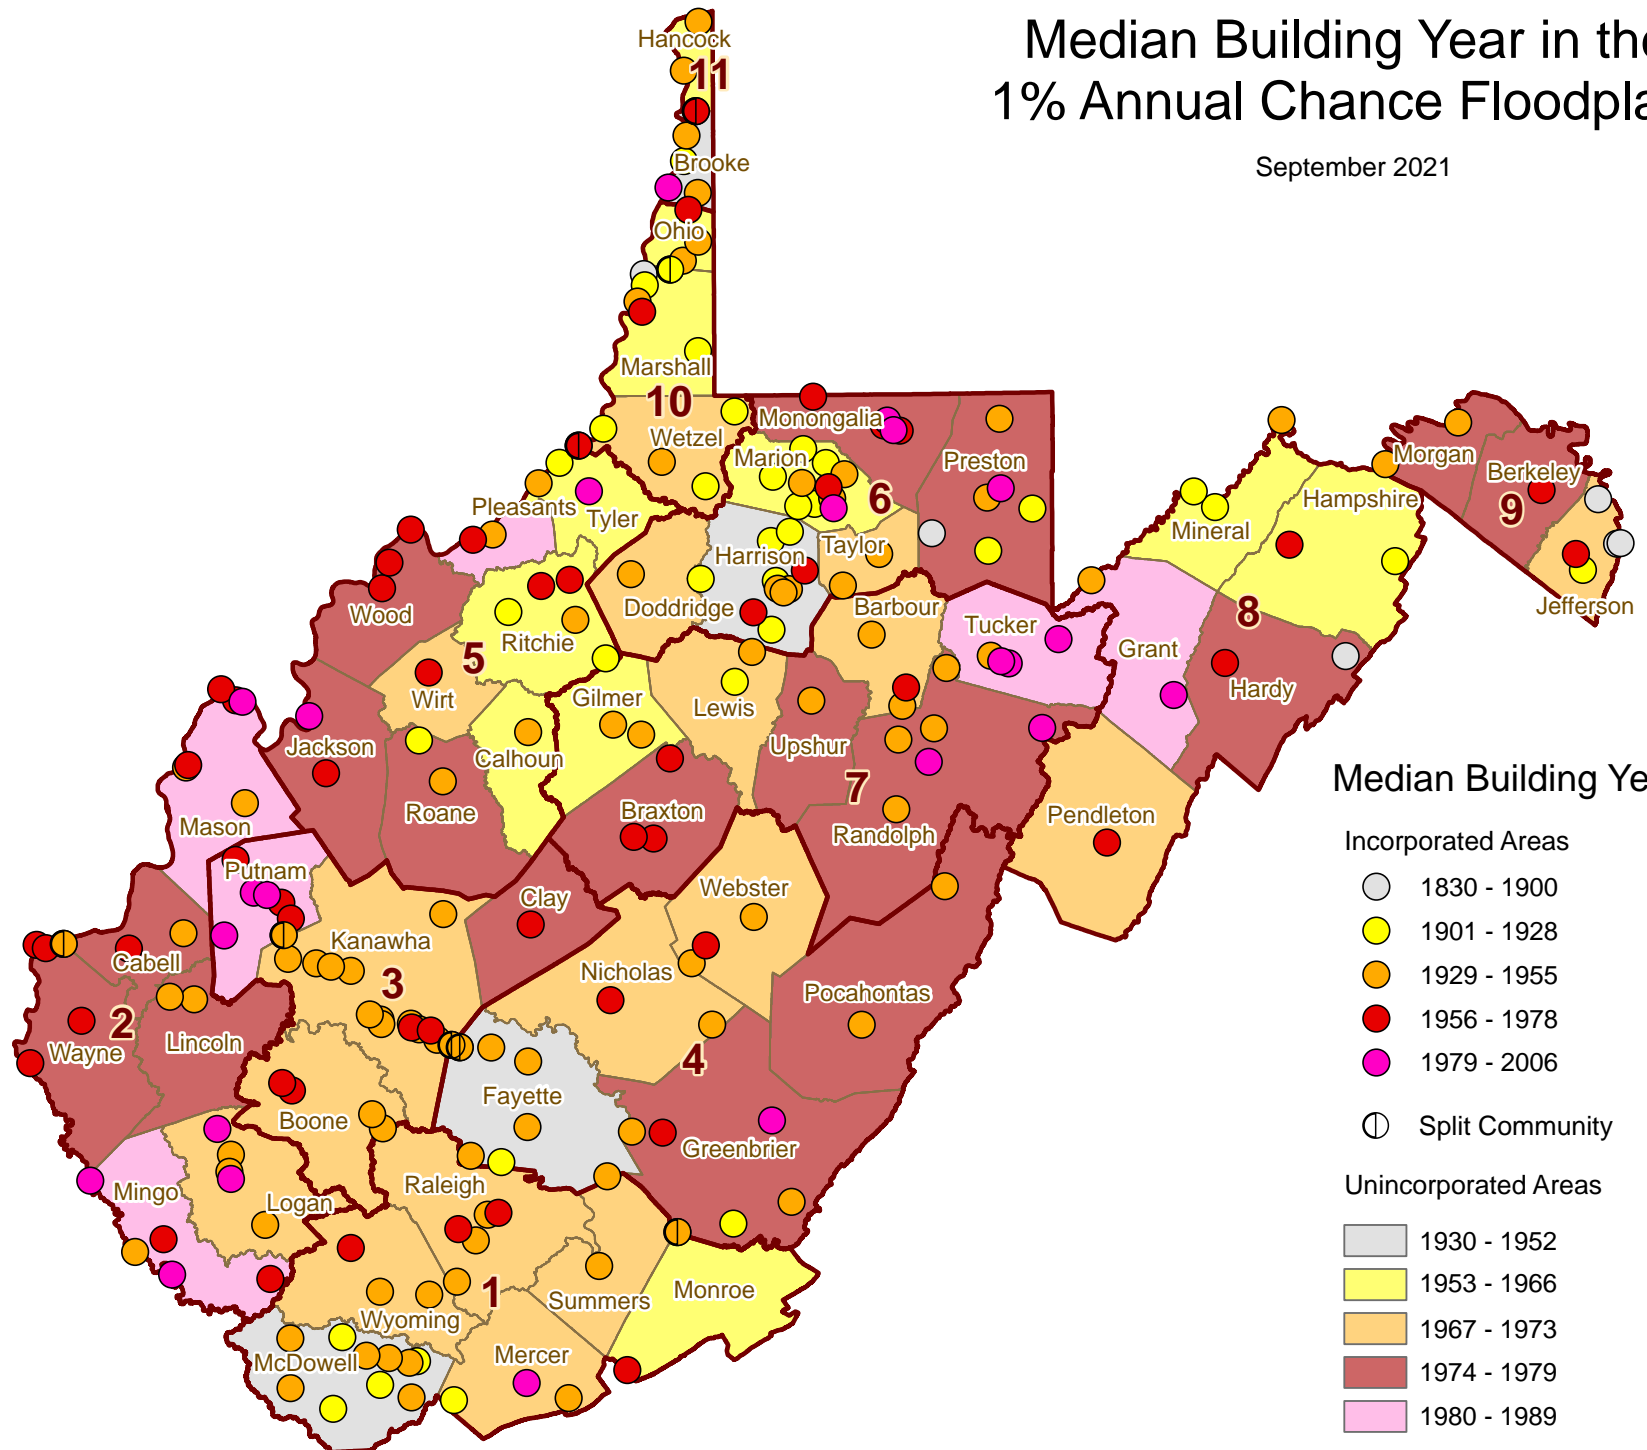 Median Building Year in the
1% Annual Chance Floodpla
September 2021
Hancock
11
Brooke
Ohio
Marshall
10
Wetzel
Monongalia
Marion
Preston
6
Pleasants
Tyler
Harrison
Taylor
Morgan
Berkeley
9
Hampshire
Mineral
Jefferson
Wood
Doddridge
Barbour
8
Ritchie
5
Tucker
Grant
Wirt
Gilmer
Lewis
Hardy
Jackson
Calhoun
Upshur
7
Roane
Braxton
Randolph
Pendleton
Mason
Putnam
Webster
Clay
Kanawha
Cabell
3
Nicholas
Pocahontas
2
Wayne
Lincoln
4
Boone
Fayette
Greenbrier
Mingo
Raleigh
Logan
1
Summers
Monroe
Wyoming
McDowell
Mercer
Median Building Ye
Incorporated Areas
1830 - 1900
1901 - 1928
1929 - 1955
1956 - 1978
1979 - 2006
Split Community
Unincorporated Areas
1930 - 1952
1953 - 1966
1967 - 1973
1974 - 1979
1980 - 1989